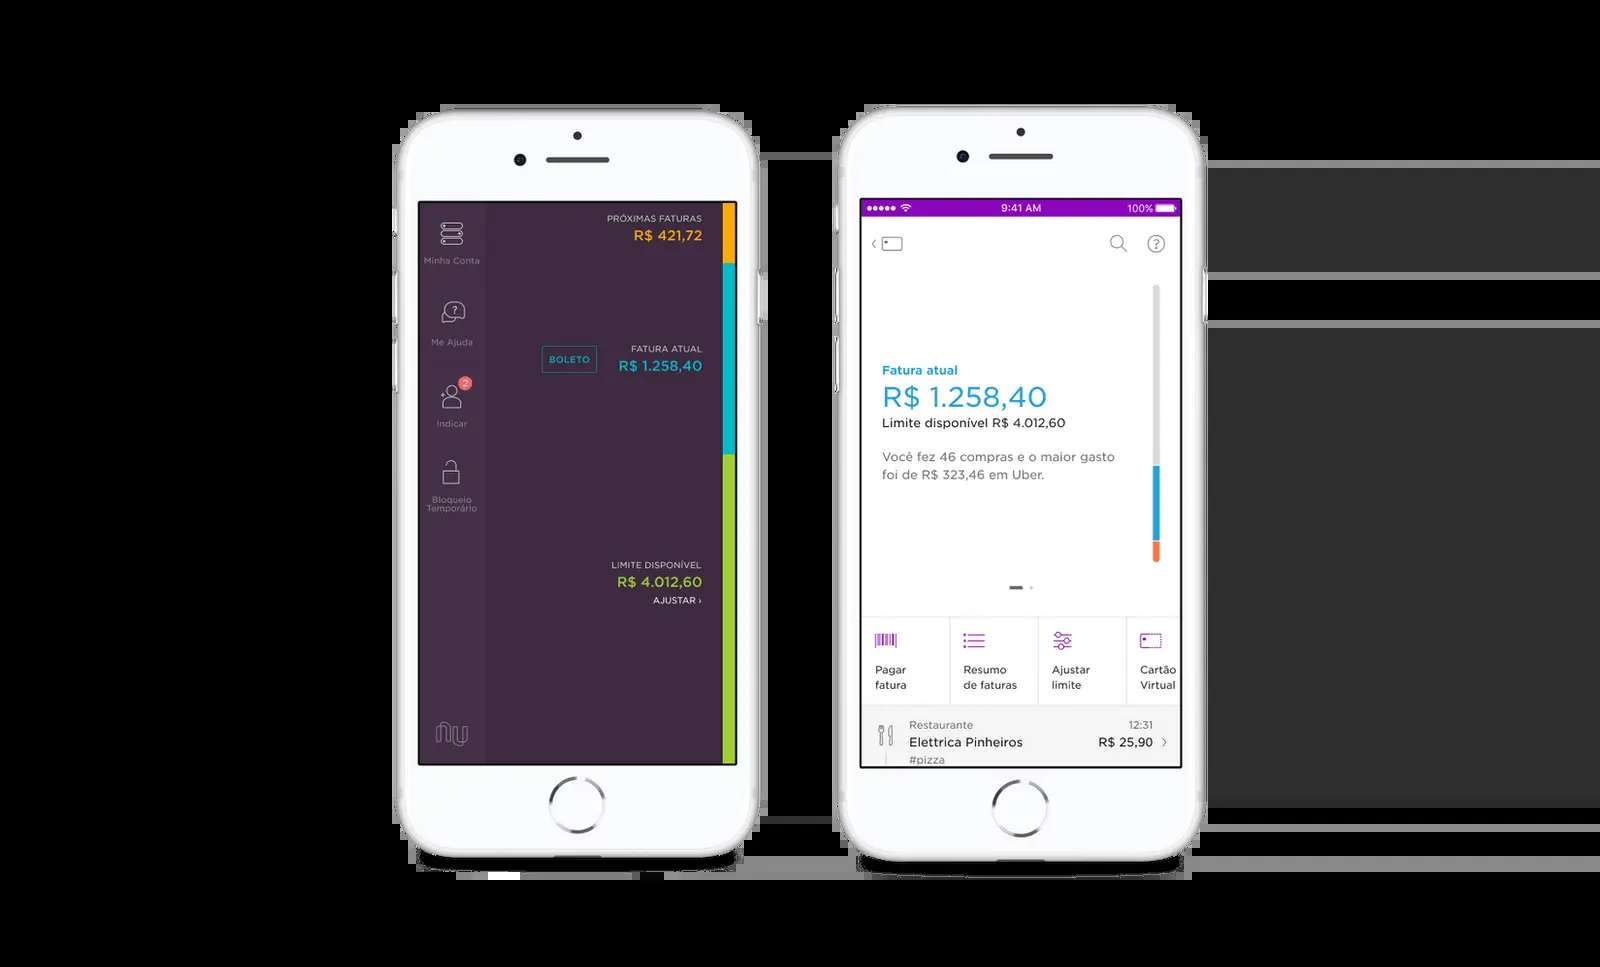 Minha Conta
Me Ajuda
2
Indicar
Bloqueio
Temporário
nu
PRÓXIMAS FATURAS
R$ 421,72
BOLETO
FATURA ATUAL
R$ 1.258,40
LIMITE DISPONÍVEL
R$ 4.012,60
AJUSTAR ›
9:41 AM
100%
?
Fatura atual
R$ 1.258,40
Limite disponível R$ 4.012,60
Você fez 46 compras e o maior gasto
foi de R$ 323,46 em Uber.
Pagar
fatura
Resumo
de faturas
Ajustar
limite
Cartão
Virtual
Restaurante
12:31
Elettrica Pinheiros
R$ 25,90
#pizza